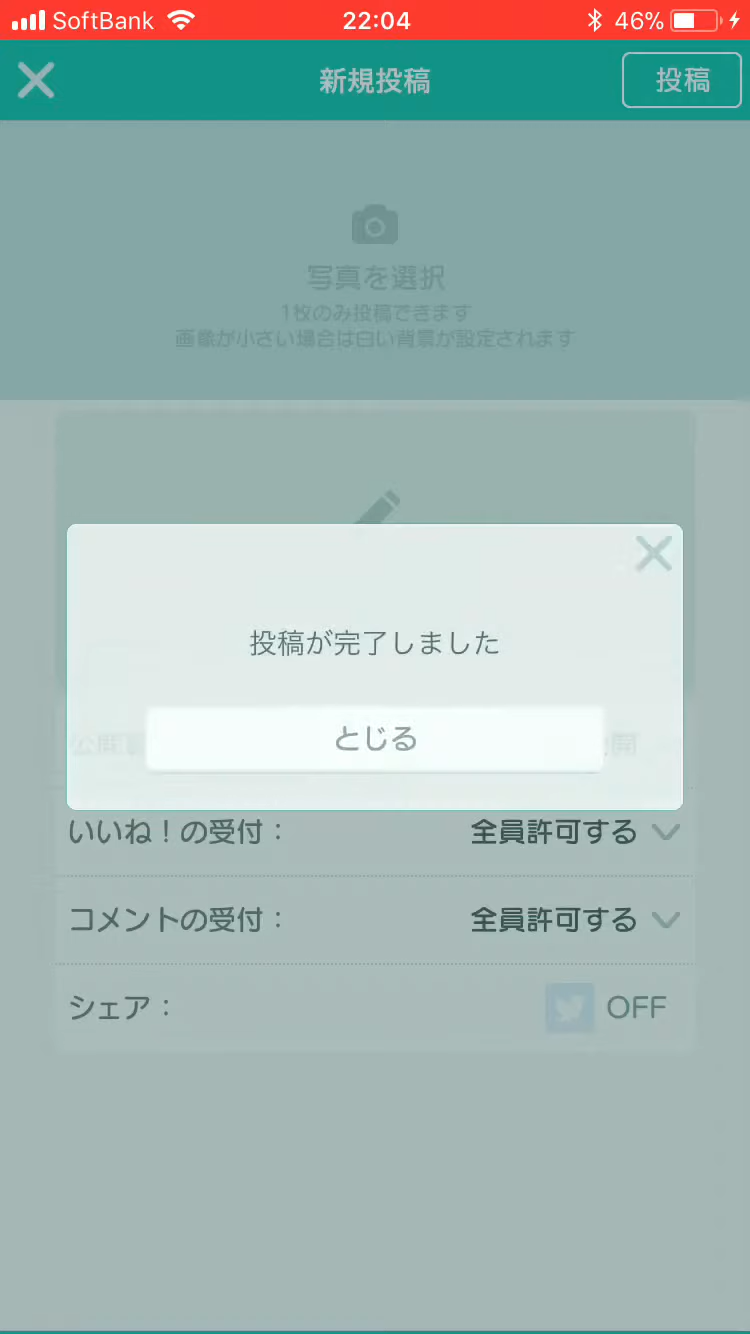 SoftBank 22:04 46%
新規投稿 投稿
写真を選択
1枚のみ投稿できます
画像が小さい場合は白い背景が設定されます
投稿が完了しました
とじる
いいね！の受付： 全員許可する
コメントの受付： 全員許可する
シェア： OFF